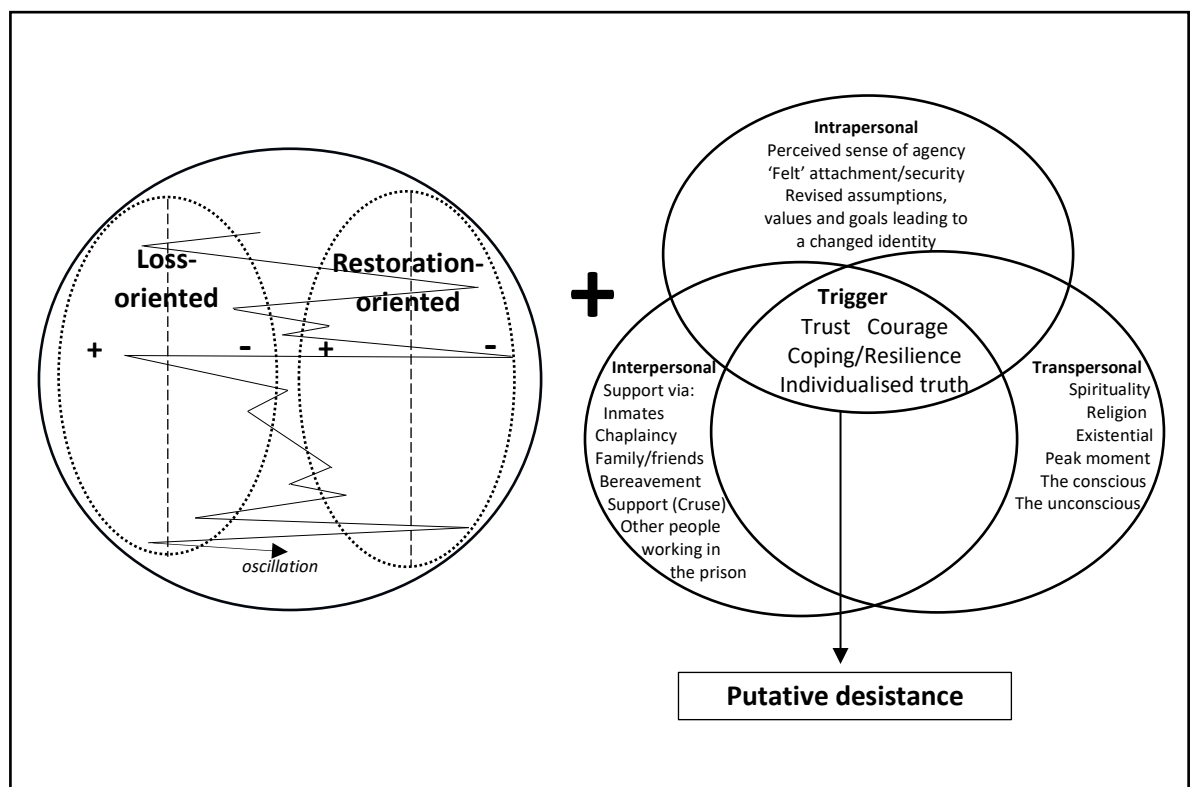 Loss-
oriented
Restoration-
oriented
+ - + -
oscillation
+
Intrapersonal
Perceived sense of agency
‘Felt’ attachment/security
Revised assumptions,
values and goals leading to
a changed identity
Trigger
Trust Courage
Coping/Resilience
Individualised truth
Interpersonal
Support via:
Inmates
Chaplaincy
Family/friends
Bereavement
Support (Cruse)
Other people
working in
the prison
Transpersonal
Spirituality
Religion
Existential
Peak moment
The conscious
The unconscious
Putative desistance